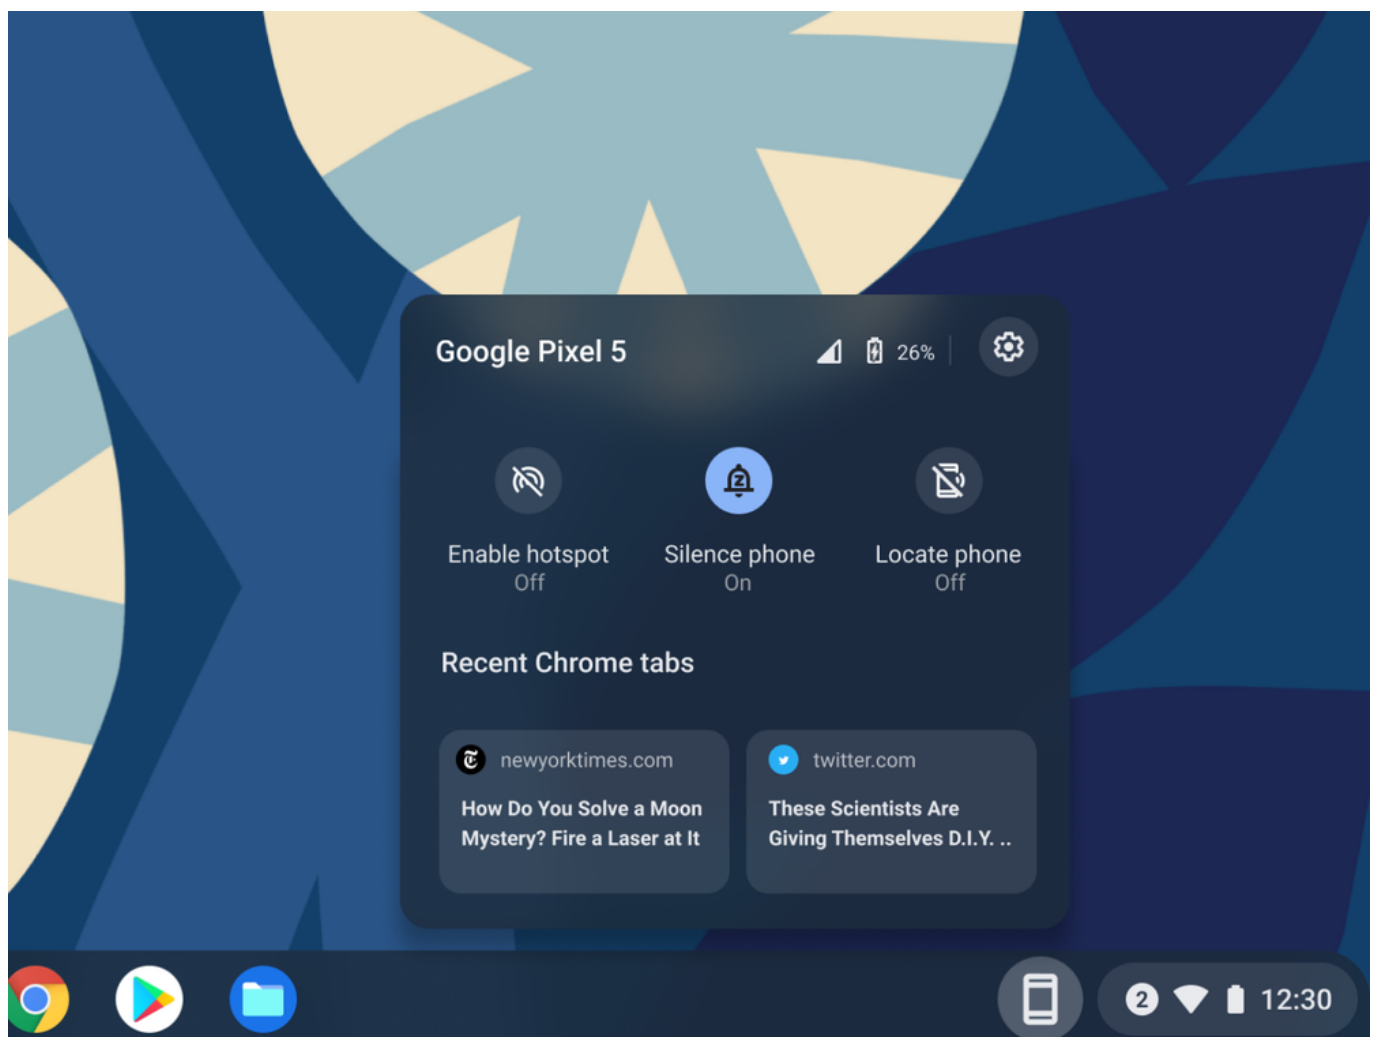 Google Pixel 5
26%
Enable hotspot
Off
Silence phone
On
Locate phone
Off
Recent Chrome tabs
newyorktimes.com
How Do You Solve a Moon
Mystery? Fire a Laser at It
twitter.com
These Scientists Are
Giving Themselves D.I.Y. ..
2
12:30